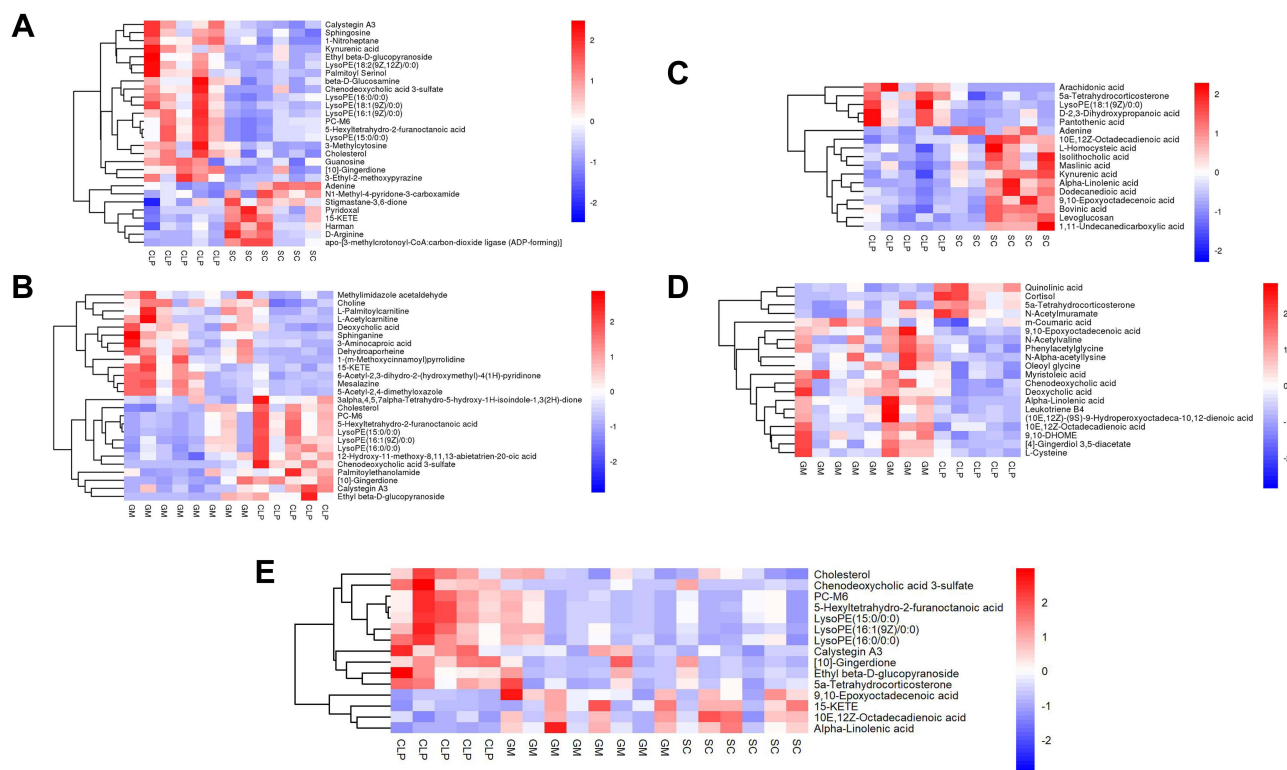 A
Calystegin A3
Sphingosine
1-Nitroheptane
Kynurenic acid
Ethyl beta-D-glucopyranoside
LysoPE(18:2(9Z,12Z)/0:0)
Palmitoyl Serinol
beta-D-Glucosamine
Chenodeoxycholic acid 3-sulfate
LysoPE(16:0/0:0)
LysoPE(18:1(9Z)/0:0)
LysoPE(16:1(9Z)/0:0)
PC-M6
5-Hexyltetrahydro-2-furanoctanoic acid
LysoPE(15:0/0:0)
3-Methylcytosine
Cholesterol
Guanosine
[10]-Gingerdione
3-Ethyl-2-methoxypyrazine
Adenine
N1-Methyl-4-pyridone-3-carboxamide
Stigmastane-3,6-dione
Pyridoxal
15-KETE
Harman
D-Arginine
apo-[3-methylcrotonoyl-CoA:carbon-dioxide ligase (ADP-forming)]
CLP CLP CLP CLP CLP SC SC SC SC SC SC
2
1
0
-1
-2
B
Methylimidazole acetaldehyde
Choline
L-Palmitoylcarnitine
L-Acetylcarnitine
Deoxycholic acid
Sphinganine
3-Aminocaproic acid
Dehydroaporheine
1-(m-Methoxycinnamoyl)pyrrolidine
15-KETE
6-Acetyl-2,3-dihydro-2-(hydroxymethyl)-4(1H)-pyridinone
Mesalazine
5-Acetyl-2,4-dimethyloxazole
3alpha,4,5,7alpha-Tetrahydro-5-hydroxy-1H-isoindole-1,3(2H)-dione
Cholesterol
PC-M6
5-Hexyltetrahydro-2-furanoctanoic acid
LysoPE(15:0/0:0)
LysoPE(16:1(9Z)/0:0)
LysoPE(16:0/0:0)
12-Hydroxy-11-methoxy-8,11,13-abietatrien-20-oic acid
Chenodeoxycholic acid 3-sulfate
Palmitoylethanolamide
[10]-Gingerdione
Calystegin A3
Ethyl beta-D-glucopyranoside
GM GM GM GM GM GM GM GM CLP CLP CLP CLP CLP
2
1
0
-1
-2
C
Arachidonic acid
5a-Tetrahydrocorticosterone
LysoPE(18:1(9Z)/0:0)
D-2,3-Dihydroxypropanoic acid
Pantothenic acid
Adenine
10E,12Z-Octadecadienoic acid
L-Homocysteic acid
Isolithocholic acid
Maslinic acid
Kynurenic acid
Alpha-Linolenic acid
Dodecanedioic acid
9,10-Epoxyoctadecenoic acid
Bovinic acid
Levoglucosan
1,11-Undecanedicarboxylic acid
CLP CLP CLP CLP CLP SC SC SC SC SC SC
2
1
0
-1
-2
D
Quinolinic acid
Cortisol
5a-Tetrahydrocorticosterone
N-Acetylmuramate
m-Coumaric acid
9,10-Epoxyoctadecenoic acid
N-Acetylvaline
Phenylacetylglycine
N-Alpha-acetyllysine
Oleoyl glycine
Myristoleic acid
Chenodeoxycholic acid
Deoxycholic acid
Alpha-Linolenic acid
Leukotriene B4
(10E,12Z)-(9S)-9-Hydroperoxyoctadeca-10,12-dienoic acid
10E,12Z-Octadecadienoic acid
9,10-DHOME
[4]-Gingerdiol 3,5-diacetate
L-Cysteine
GM GM GM GM GM GM GM GM CLP CLP CLP CLP CLP
2
1
0
-1
-2
-3
E
Cholesterol
Chenodeoxycholic acid 3-sulfate
PC-M6
5-Hexyltetrahydro-2-furanoctanoic acid
LysoPE(15:0/0:0)
LysoPE(16:1(9Z)/0:0)
LysoPE(16:0/0:0)
Calystegin A3
[10]-Gingerdione
Ethyl beta-D-glucopyranoside
5a-Tetrahydrocorticosterone
9,10-Epoxyoctadecenoic acid
15-KETE
10E,12Z-Octadecadienoic acid
Alpha-Linolenic acid
CLP CLP CLP CLP CLP GM GM GM GM GM GM GM GM SC SC SC SC SC SC
2
1
0
-1
-2